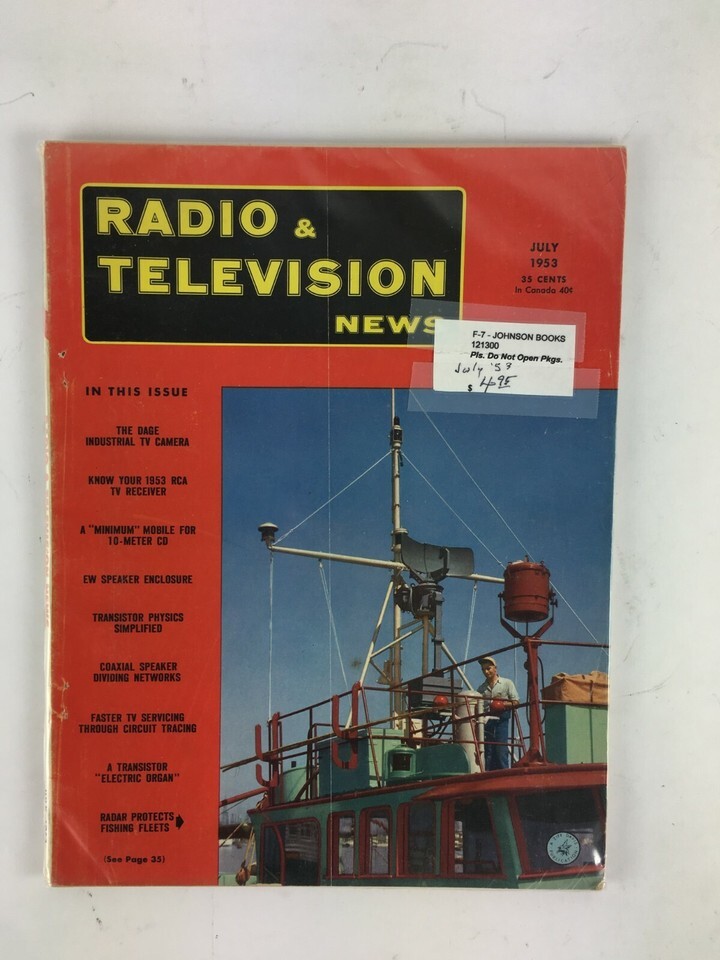 RADIO &
TELEVISION
NEWS
JULY
1953
35 CENTS
In Canada 40¢
F-7 - JOHNSON BOOKS
121300
Pls. Do Not Open Pkgs.
July '53
$ 4.95
IN THIS ISSUE
THE DAGE
INDUSTRIAL TV CAMERA
KNOW YOUR 1953 RCA
TV RECEIVER
A "MINIMUM" MOBILE FOR
10-METER CD
EW SPEAKER ENCLOSURE
TRANSISTOR PHYSICS
SIMPLIFIED
COAXIAL SPEAKER
DIVIDING NETWORKS
FASTER TV SERVICING
THROUGH CIRCUIT TRACING
A TRANSISTOR
"ELECTRIC ORGAN"
RADAR PROTECTS
FISHING FLEETS
(See Page 35)